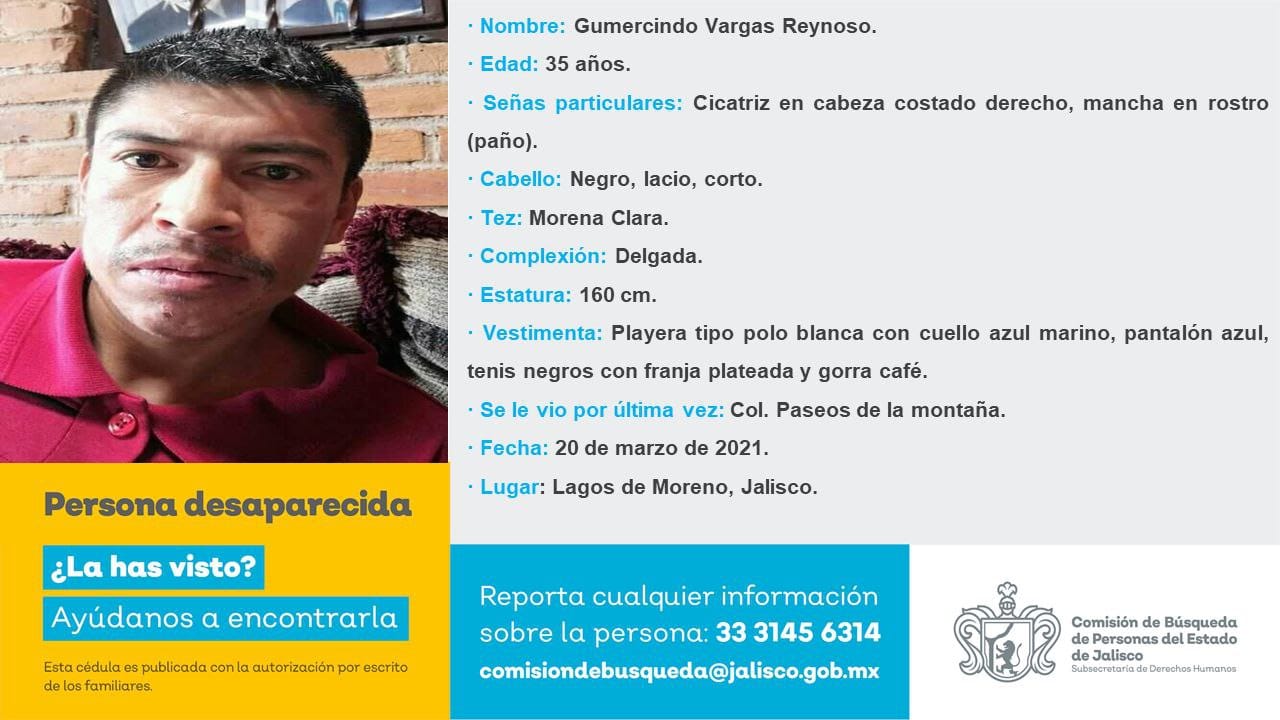 · Nombre: Gumercindo Vargas Reynoso.
· Edad: 35 años.
· Señas particulares: Cicatriz en cabeza costado derecho, mancha en rostro
(paño).
· Cabello: Negro, lacio, corto.
· Tez: Morena Clara.
· Complexión: Delgada.
· Estatura: 160 cm.
· Vestimenta: Playera tipo polo blanca con cuello azul marino, pantalón azul,
tenis negros con franja plateada y gorra café.
· Se le vio por última vez: Col. Paseos de la montaña.
· Fecha: 20 de marzo de 2021.
· Lugar: Lagos de Moreno, Jalisco.
Persona desaparecida
¿La has visto?
Ayúdanos a encontrarla
Esta cédula es publicada con la autorización por escrito
de los familiares.
Reporta cualquier información
sobre la persona: 33 3145 6314
comisiondebusqueda@jalisco.gob.mx
Comisión de Búsqueda
de Personas del Estado
de Jalisco
Subsecretaría de Derechos Humanos